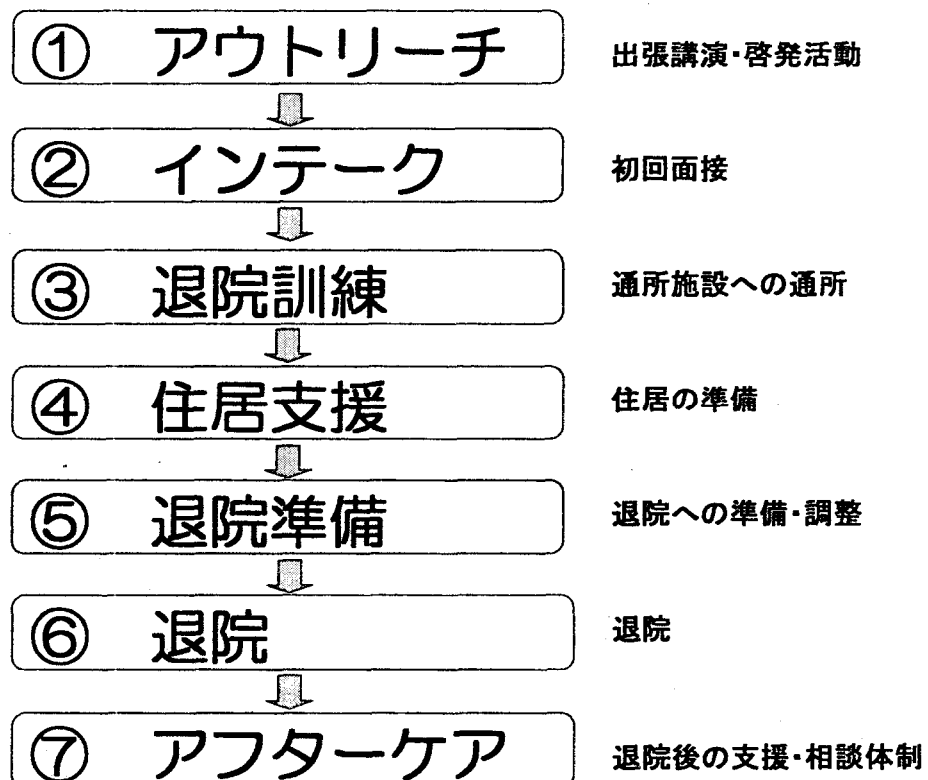 ① アウトリーチ 出張講演・啓発活動
② インテーク 初回面接
③ 退院訓練 通所施設への通所
④ 住居支援 住居の準備
⑤ 退院準備 退院への準備・調整
⑥ 退院 退院
⑦ アフターケア 退院後の支援・相談体制